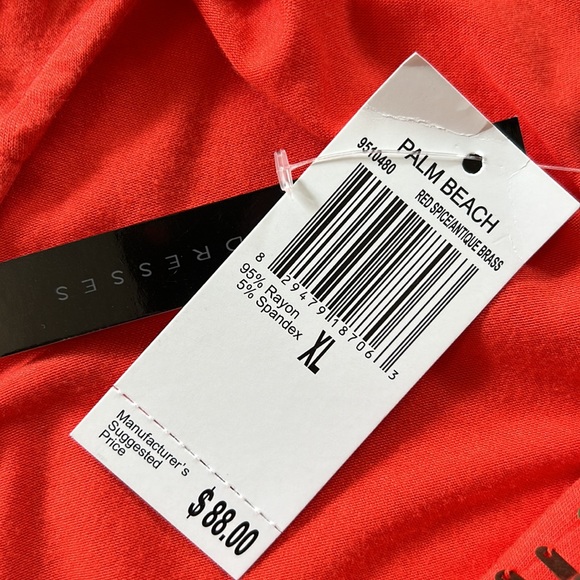 PALM BEACH
9510480
RED SPICE/ANTIQUE BRASS
8 29479 18706 3
95% Rayon
5% Spandex
XL
Manufacturer's
Suggested
Price
$88.00
DRESSES